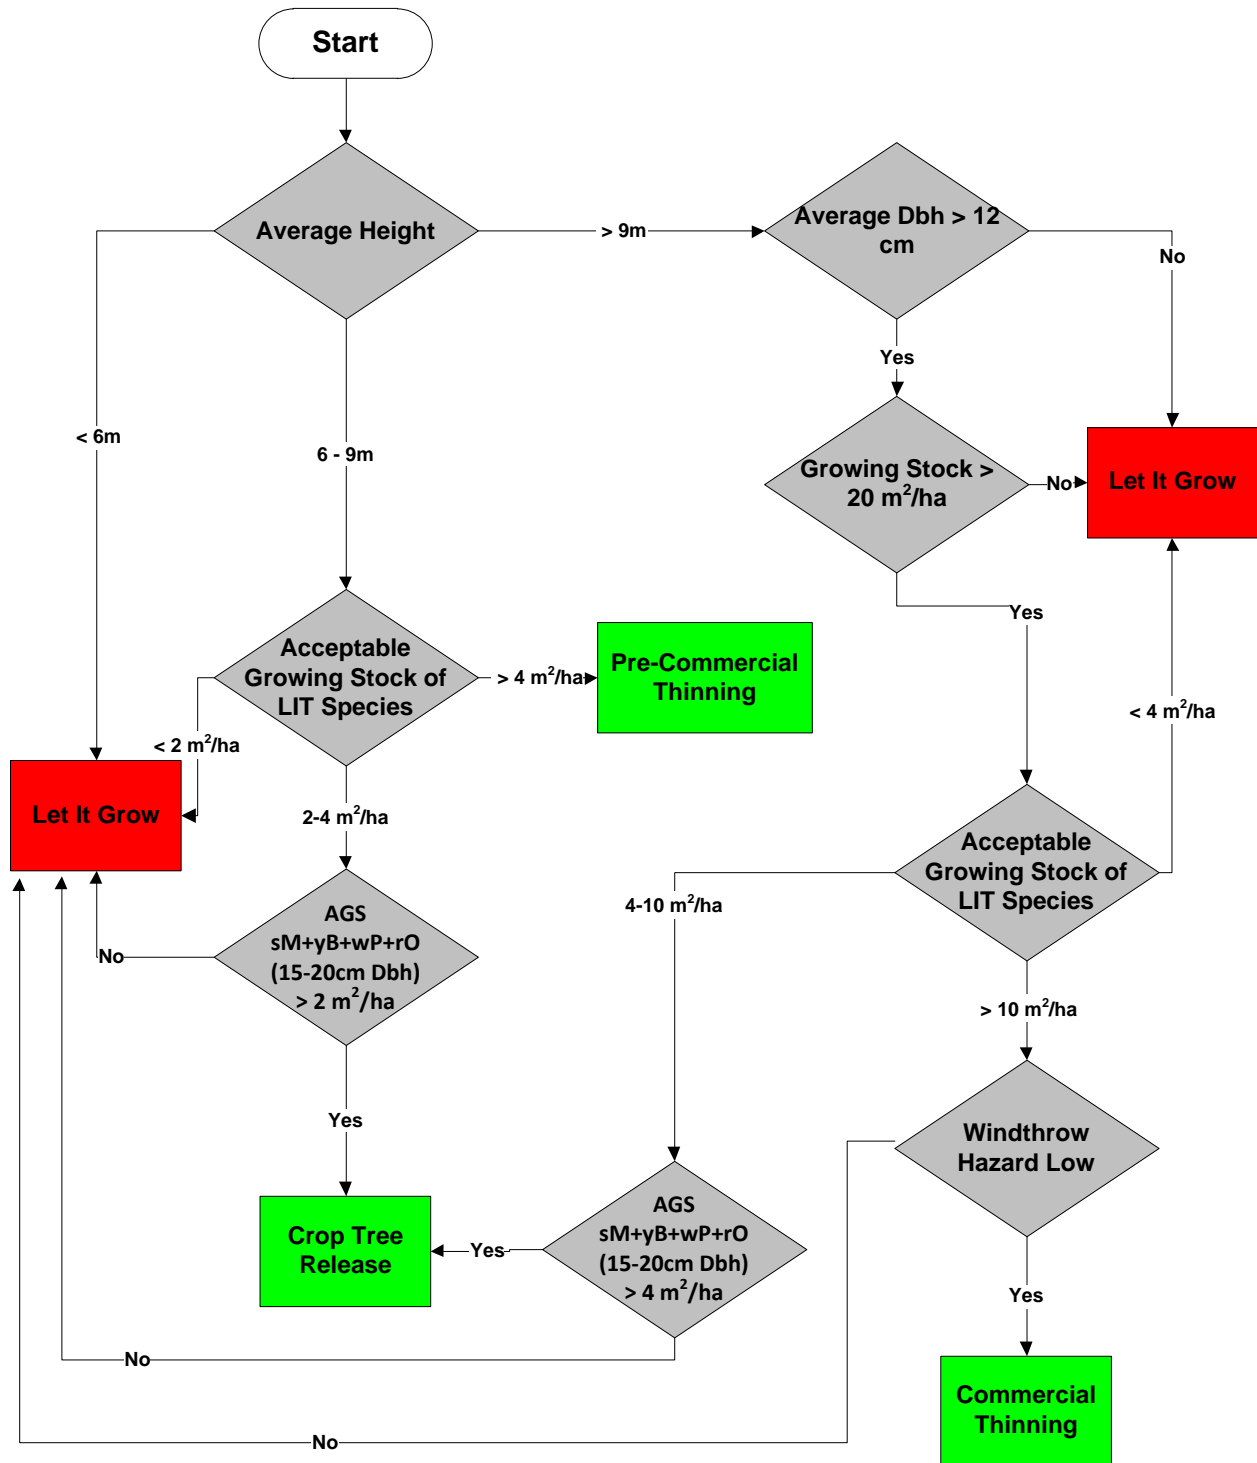 Start
Average Height
> 9m
Average Dbh > 12
cm
No
Yes
< 6m
6 - 9m
Growing Stock >
20 m²/ha
No
Let It Grow
Yes
Acceptable
Growing Stock of
LIT Species
> 4 m²/ha
Pre-Commercial
Thinning
< 4 m²/ha
< 2 m²/ha
Let It Grow
2-4 m²/ha
Acceptable
Growing Stock of
LIT Species
4-10 m²/ha
AGS
sM+yB+wP+rO
(15-20cm Dbh)
> 2 m²/ha
No
> 10 m²/ha
Yes
Windthrow
Hazard Low
Crop Tree
Release
Yes
AGS
sM+yB+wP+rO
(15-20cm Dbh)
> 4 m²/ha
Yes
No
Commercial
Thinning
No